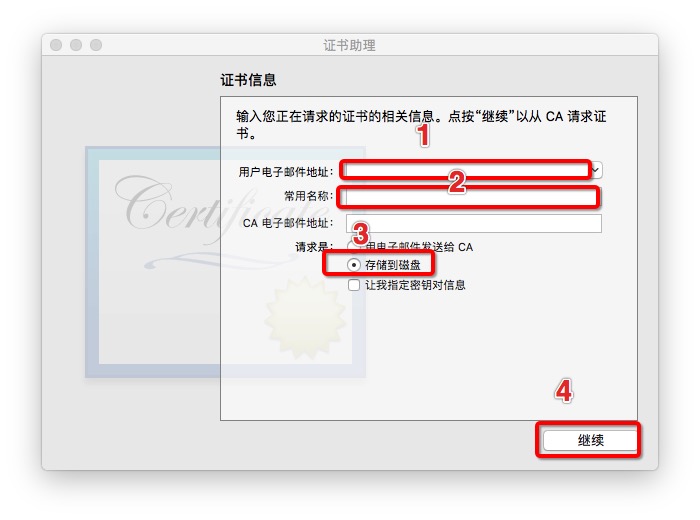 证书助理
证书信息
输入您正在请求的证书的相关信息。点按“继续”以从 CA 请求证
书。
1
用户电子邮件地址：
2
常用名称：
CA 电子邮件地址：
3
请求是： 用电子邮件发送给 CA
存储到磁盘
让我指定密钥对信息
Certificate
4
继续